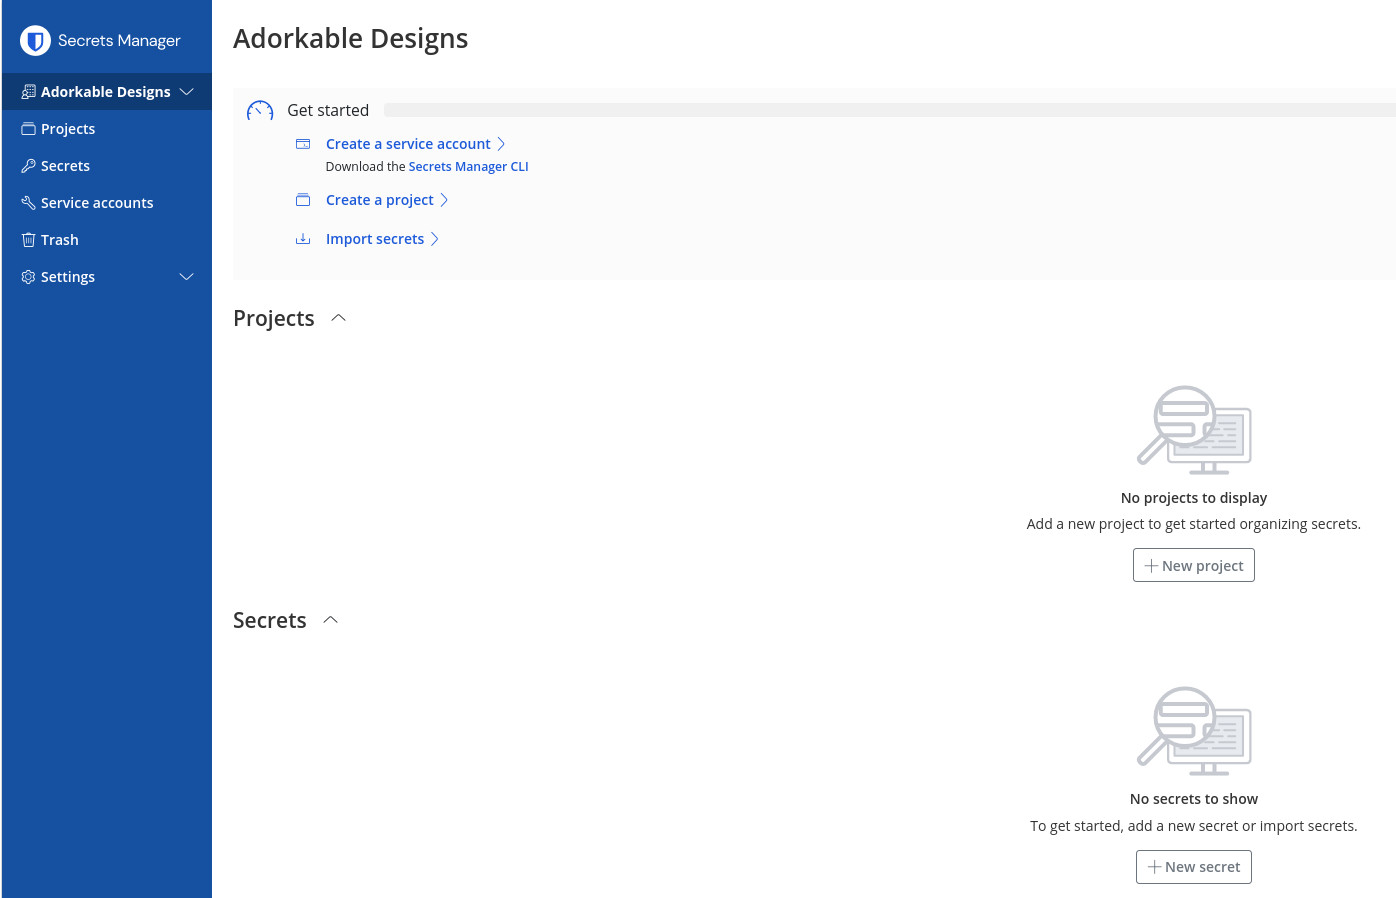 Secrets Manager
Adorkable Designs
Projects
Secrets
Service accounts
Trash
Settings
Adorkable Designs
Get started
Create a service account
Download the Secrets Manager CLI
Create a project
Import secrets
Projects
No projects to display
Add a new project to get started organizing secrets.
New project
Secrets
No secrets to show
To get started, add a new secret or import secrets.
New secret